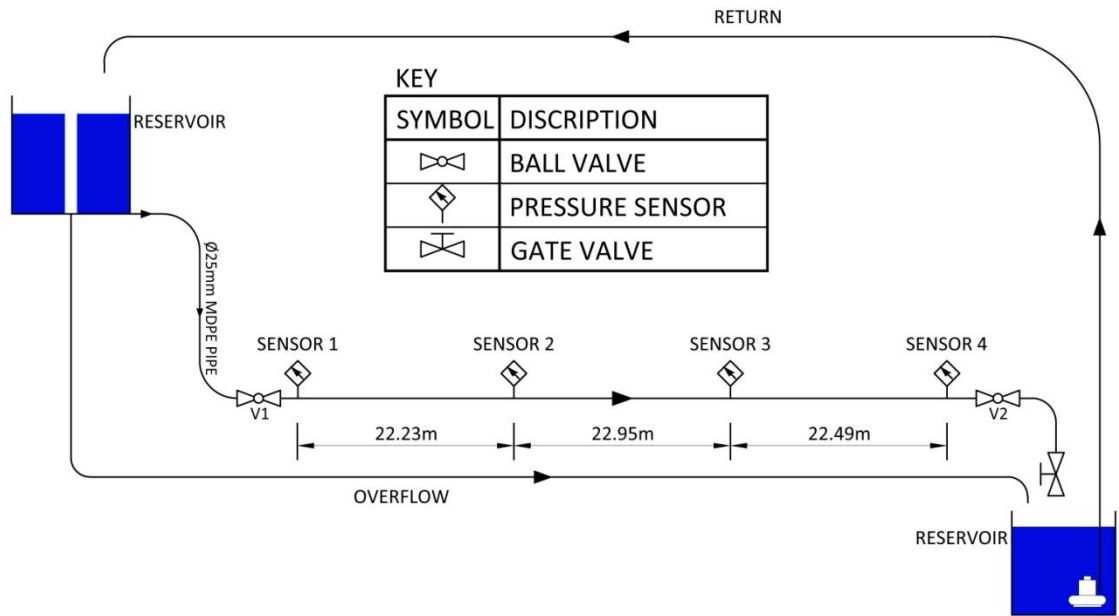 RETURN
KEY
SYMBOL DISCRIPTION
BALL VALVE
PRESSURE SENSOR
GATE VALVE
RESERVOIR
Ø25mm MDPE PIPE
SENSOR 1 SENSOR 2 SENSOR 3 SENSOR 4
V1 V2
22.23m 22.95m 22.49m
OVERFLOW
RESERVOIR